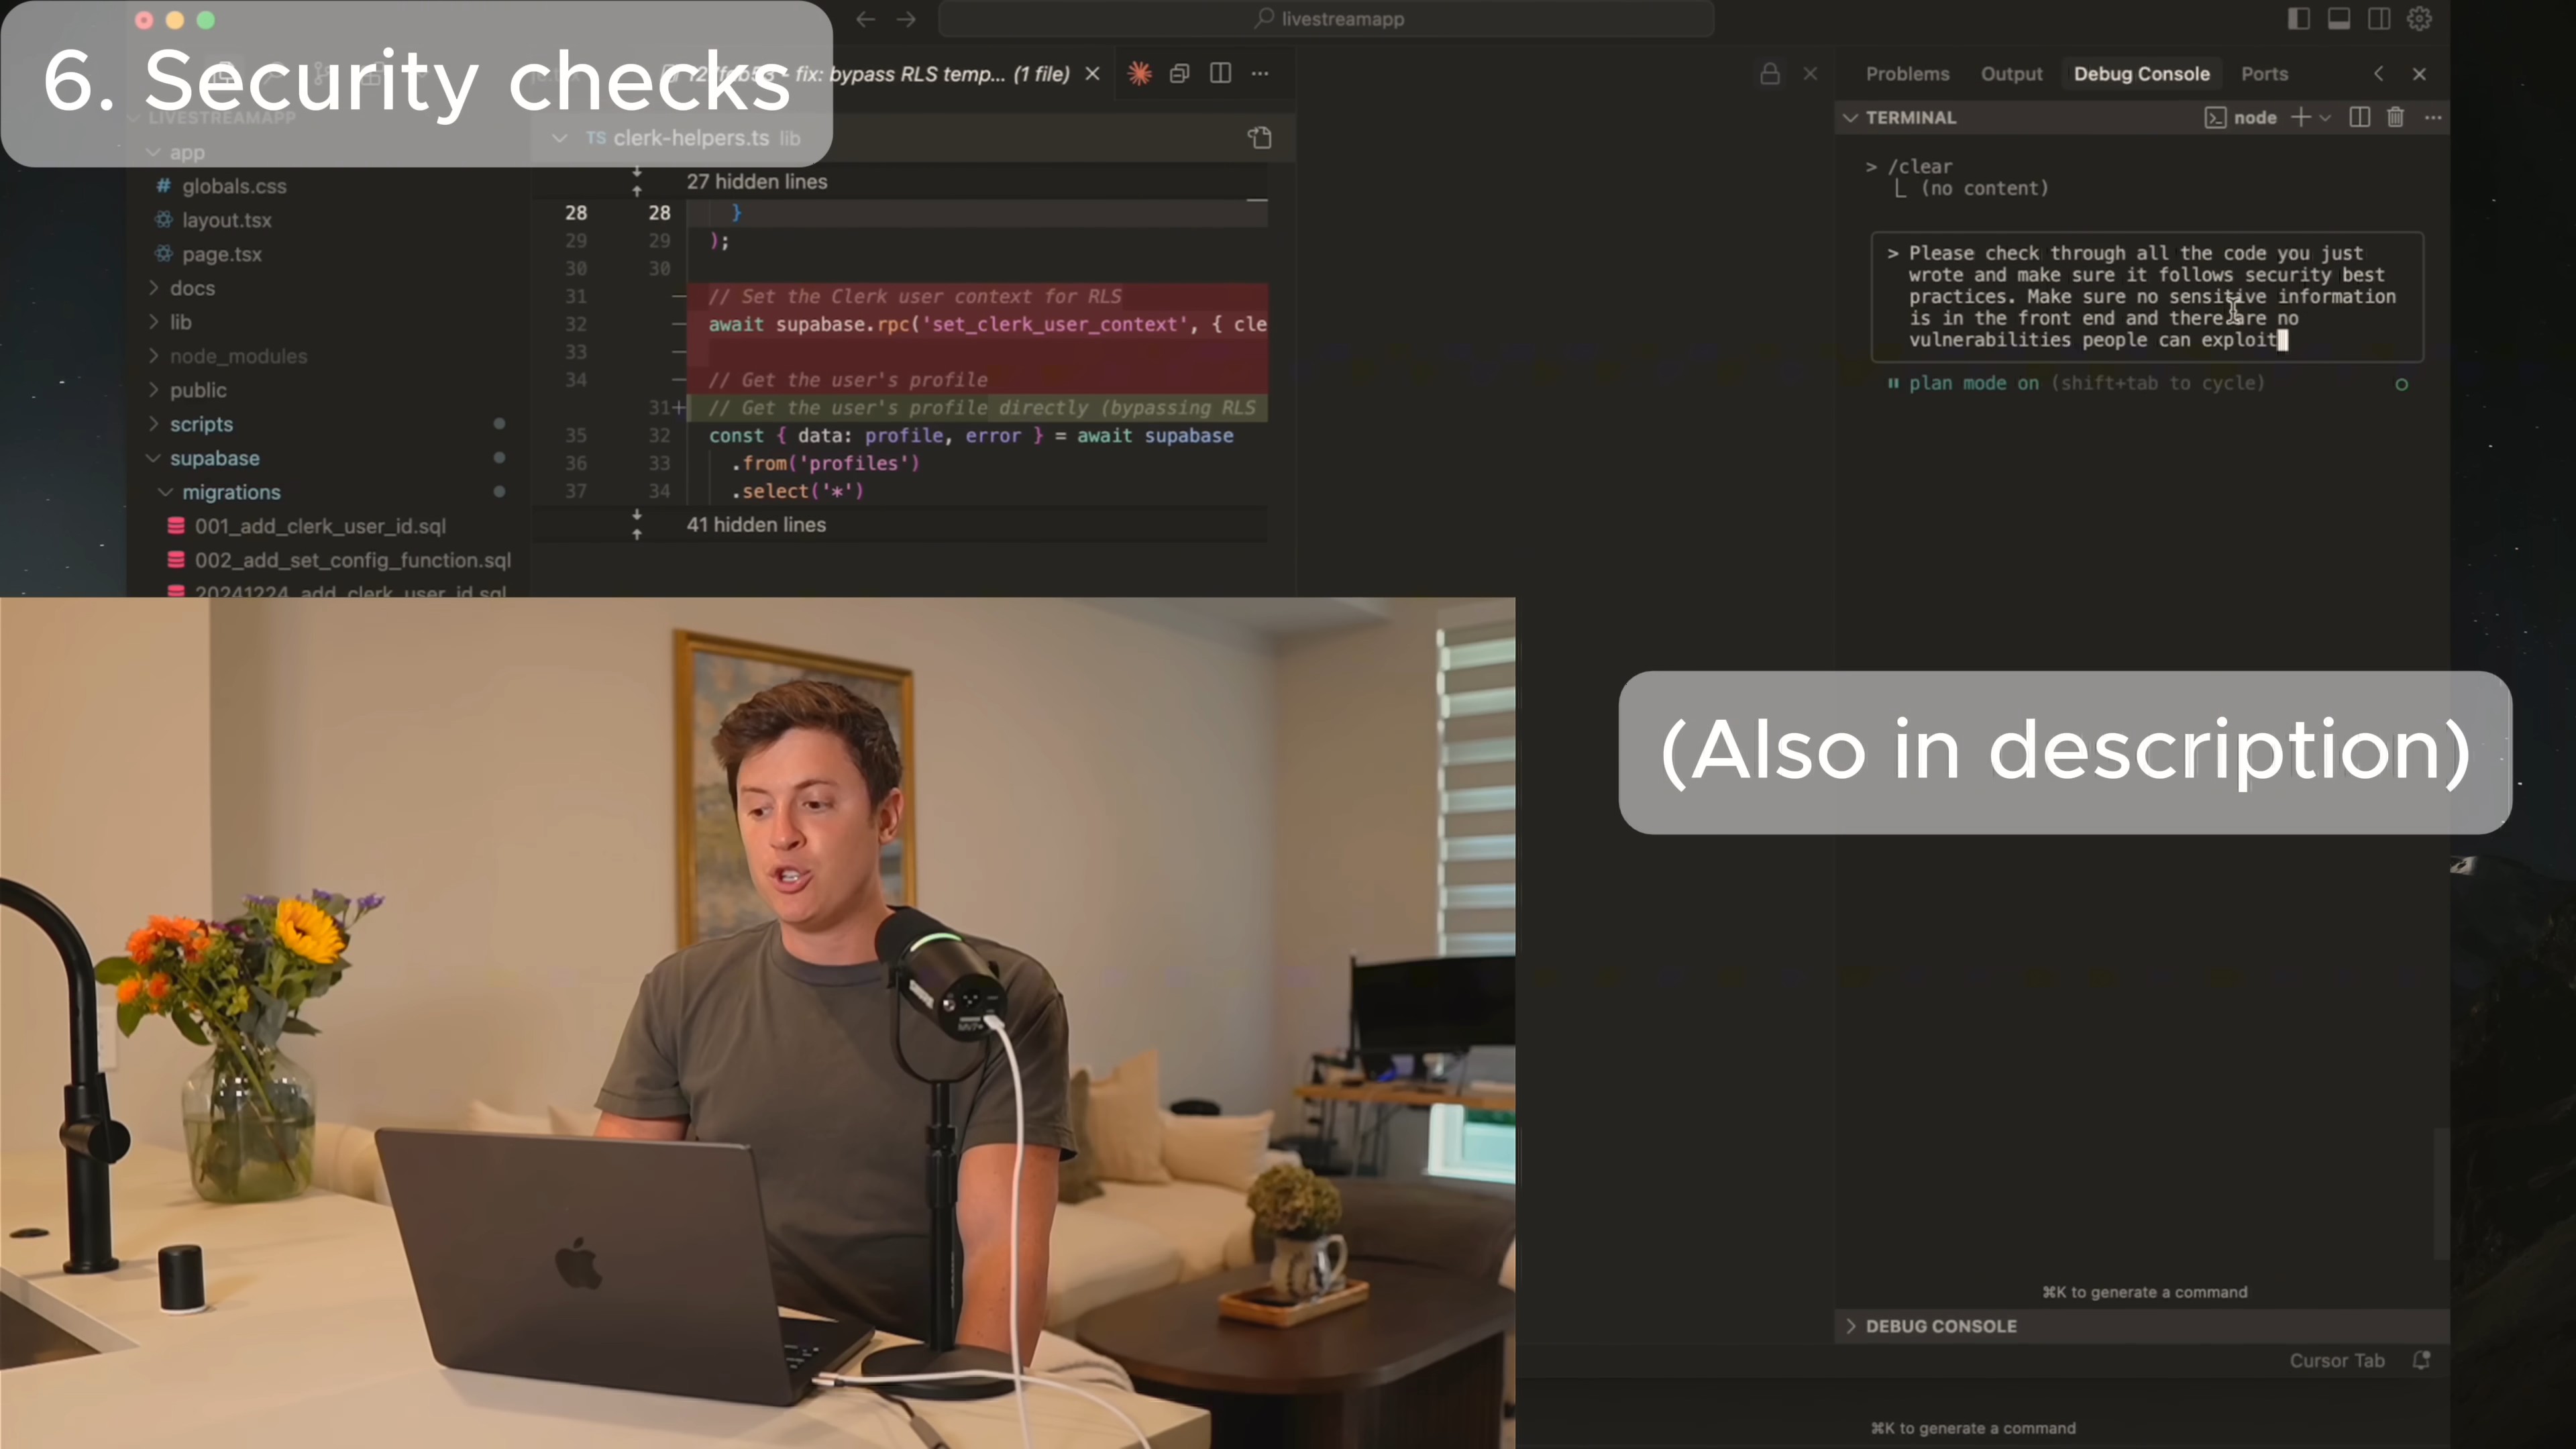 6. Security checks
livestreamapp
fix: bypass RLS temp... (1 file)
LIVESTREAMAPP
app
globals.css
layout.tsx
page.tsx
docs
lib
node_modules
public
scripts
supabase
migrations
001_add_clerk_user_id.sql
002_add_set_config_function.sql
20241224_add_clerk_user_id.sql
TS clerk-helpers.ts lib
27 hidden lines
28 28 }
29 29 );
30 30
31 — // Set the Clerk user context for RLS
32 — await supabase.rpc('set_clerk_user_context', { cle
33 —
34 — // Get the user's profile
31+ // Get the user's profile directly (bypassing RLS
35 32 const { data: profile, error } = await supabase
36 33 .from('profiles')
37 34 .select('*')
41 hidden lines
Problems Output Debug Console Ports
TERMINAL
node
> /clear
(no content)
> Please check through all the code you just
wrote and make sure it follows security best
practices. Make sure no sensitive information
is in the front end and there are no
vulnerabilities people can exploit
plan mode on (shift+tab to cycle)
(Also in description)
MV7+
⌘K to generate a command
DEBUG CONSOLE
Cursor Tab
⌘K to generate a command